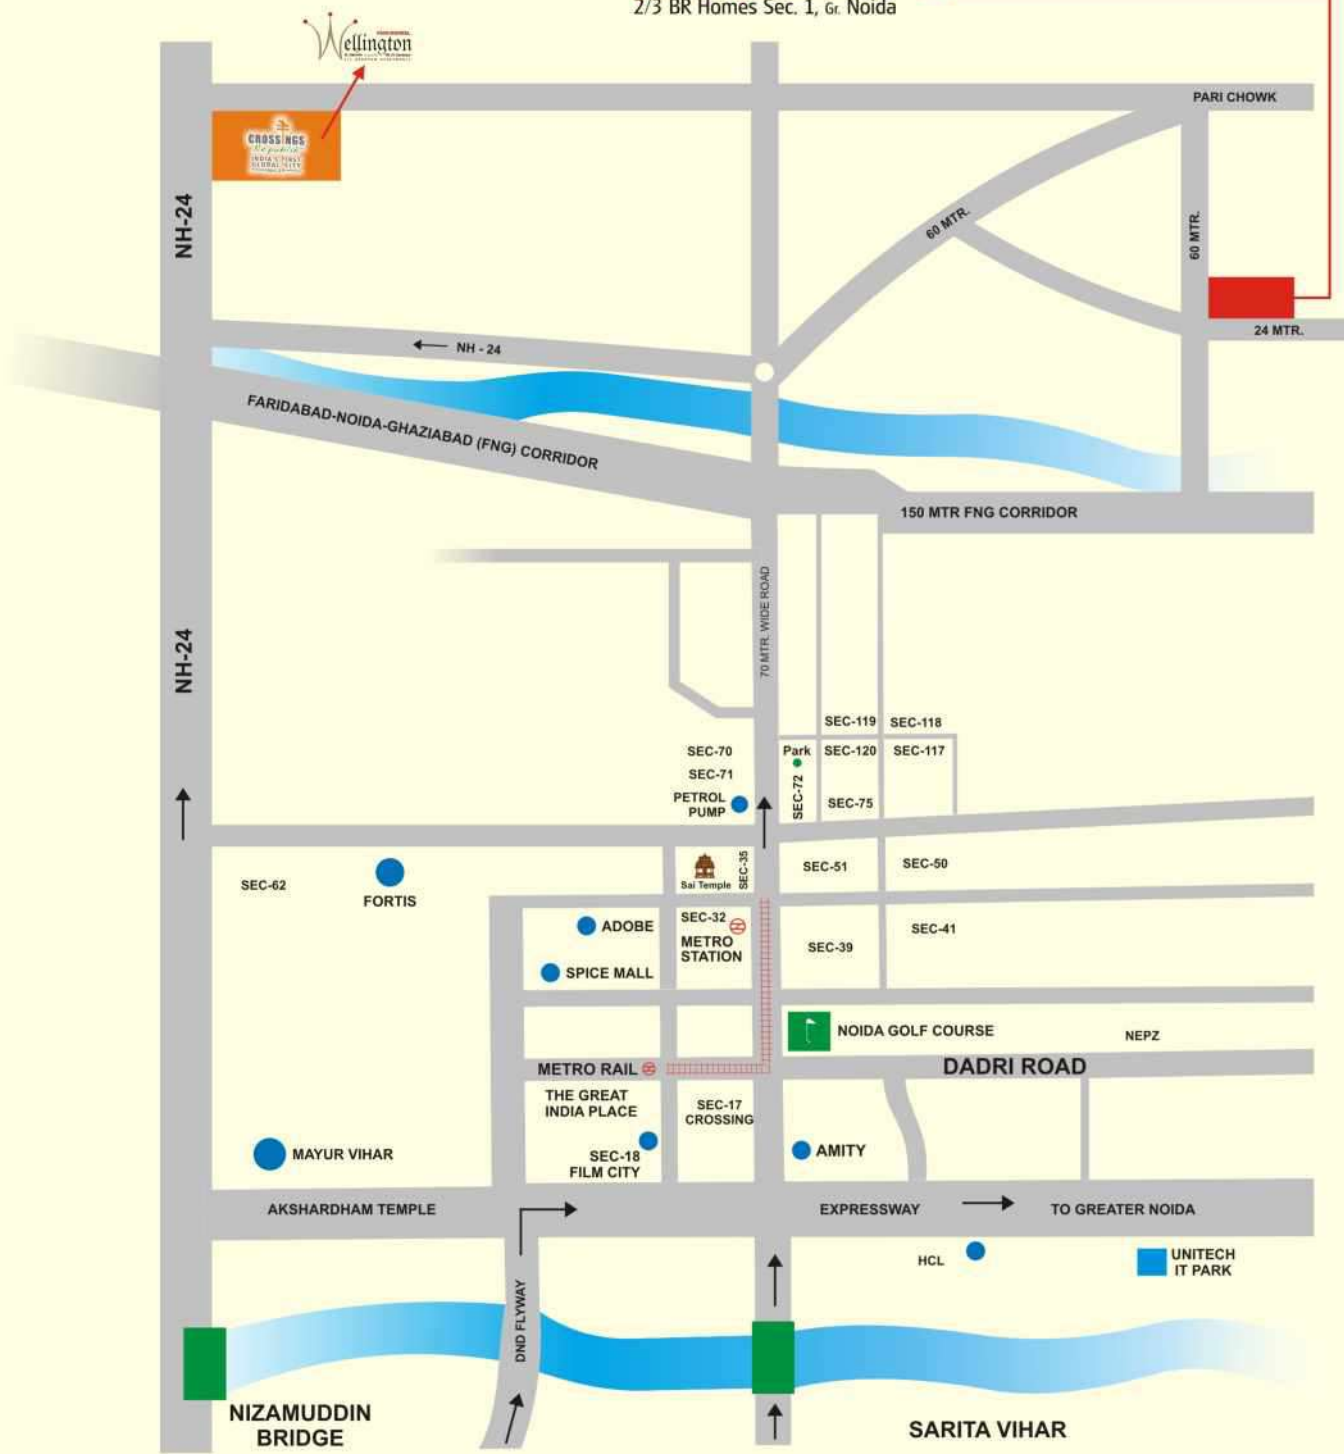 2/3 BR Homes Sec. 1, Gr. Noida
Wellington
PARI CHOWK
CROSSINGS
INDIA'S FIRST
GLOBAL CITY
NH-24
60 MTR.
60 MTR.
24 MTR.
NH - 24
FARIDABAD-NOIDA-GHAZIABAD (FNG) CORRIDOR
150 MTR FNG CORRIDOR
70 MTR. WIDE ROAD
NH-24
SEC-119
SEC-118
SEC-70
Park
SEC-120
SEC-117
SEC-71
SEC-72
PETROL
PUMP
SEC-75
SEC-62
FORTIS
Sai Temple
SEC-35
SEC-51
SEC-50
ADOBE
SEC-32
METRO
STATION
SEC-39
SEC-41
SPICE MALL
NOIDA GOLF COURSE
NEPZ
METRO RAIL
DADRI ROAD
THE GREAT
INDIA PLACE
SEC-17
CROSSING
MAYUR VIHAR
SEC-18
FILM CITY
AMITY
AKSHARDHAM TEMPLE
EXPRESSWAY
TO GREATER NOIDA
HCL
UNITECH
IT PARK
DND FLYWAY
NIZAMUDDIN
BRIDGE
SARITA VIHAR